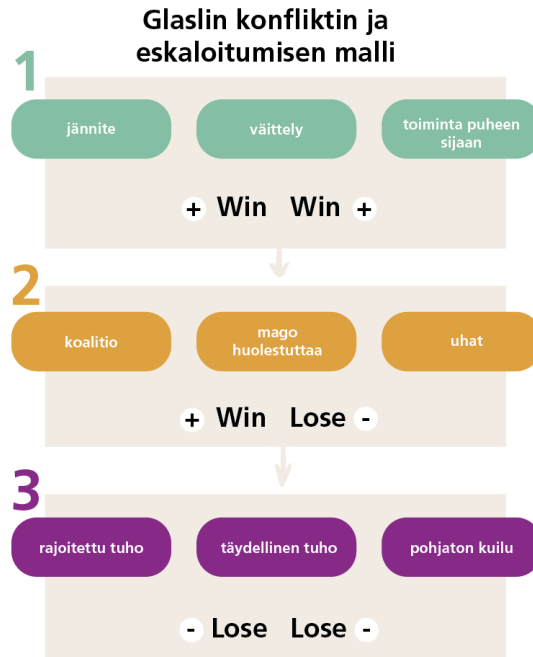 Glaslin konfliktin ja
eskaloitumisen malli
1
jännite
väittely
toiminta puheen
sijaan
+ Win Win +
2
koalitio
mago
huolestuttaa
uhat
+ Win Lose -
3
rajoitettu tuho
täydellinen tuho
pohjaton kuilu
- Lose Lose -